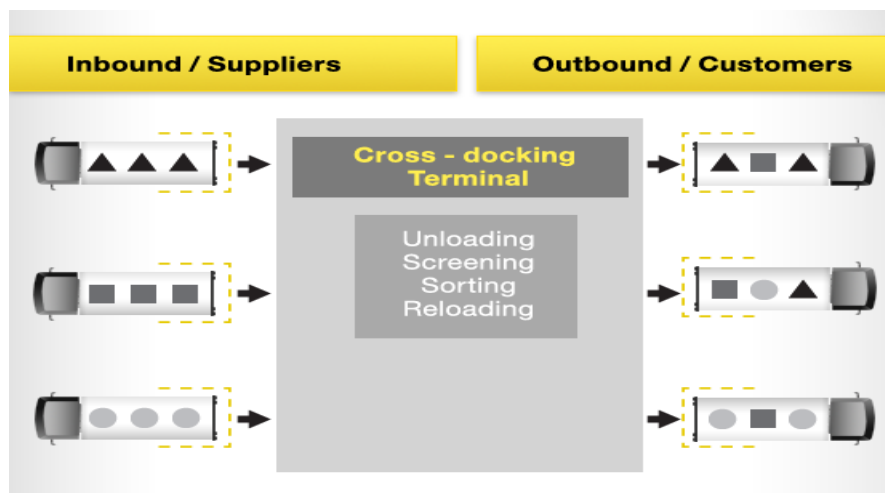 Inbound / Suppliers
Outbound / Customers
Cross - docking
Terminal
Unloading
Screening
Sorting
Reloading